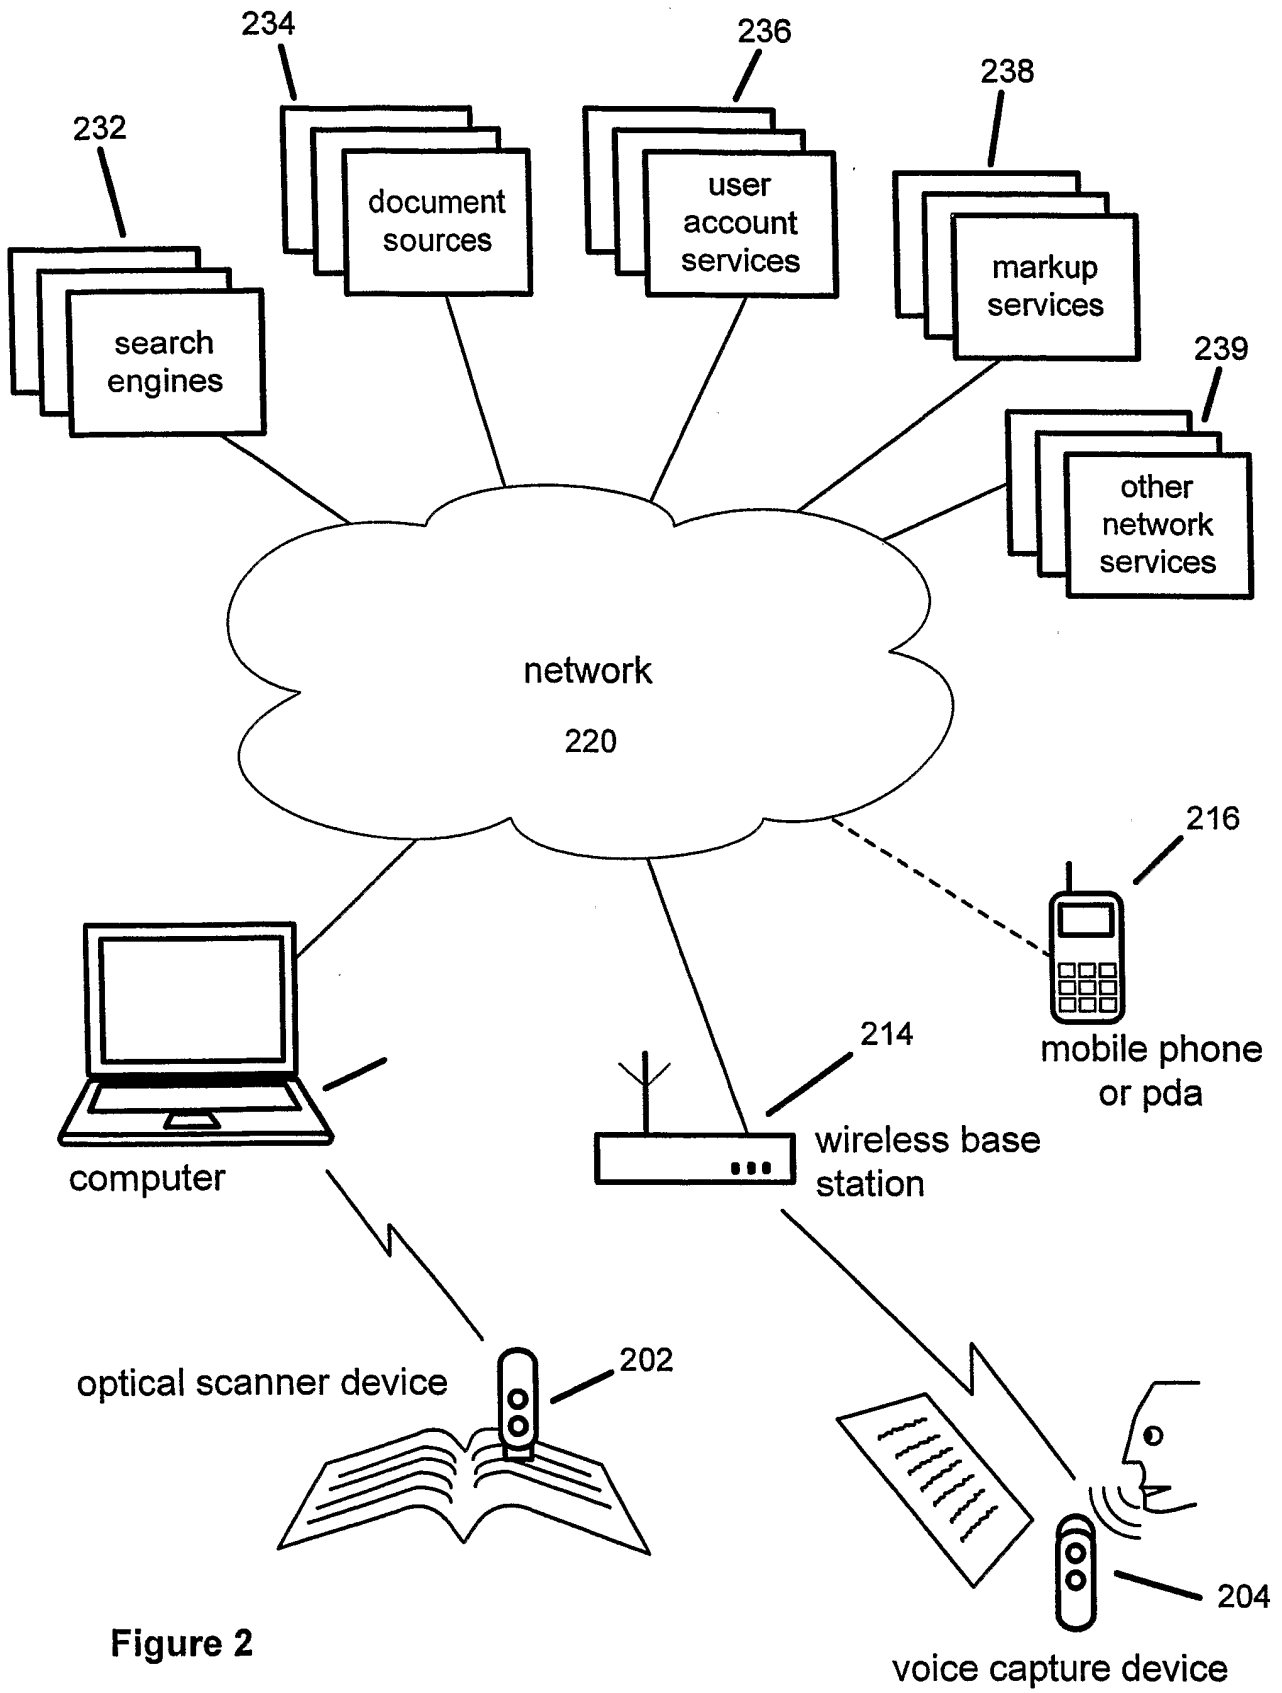 234
236
238
232
document
sources
user
account
services
markup
services
search
engines
239
other
network
services
network
220
216
mobile phone
or pda
214
wireless base
station
computer
optical scanner device
202
204
voice capture device
Figure 2